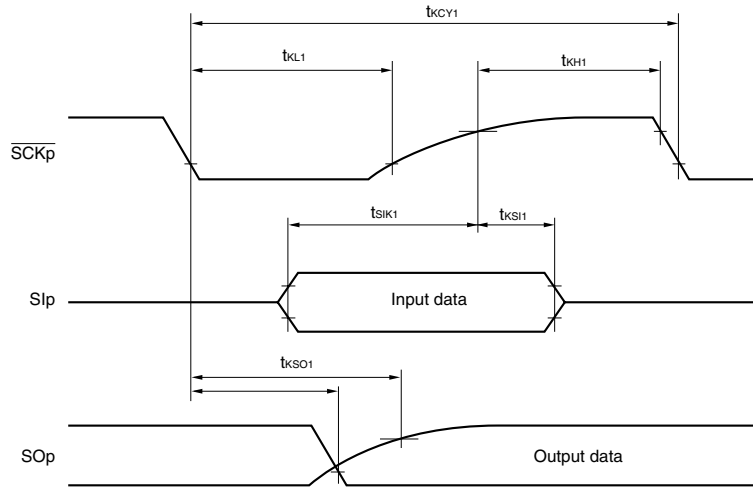 tKCY1
tKL1
tKH1
SCKp
tSIK1
tKSI1
SIp
Input data
tKSO1
SOp
Output data